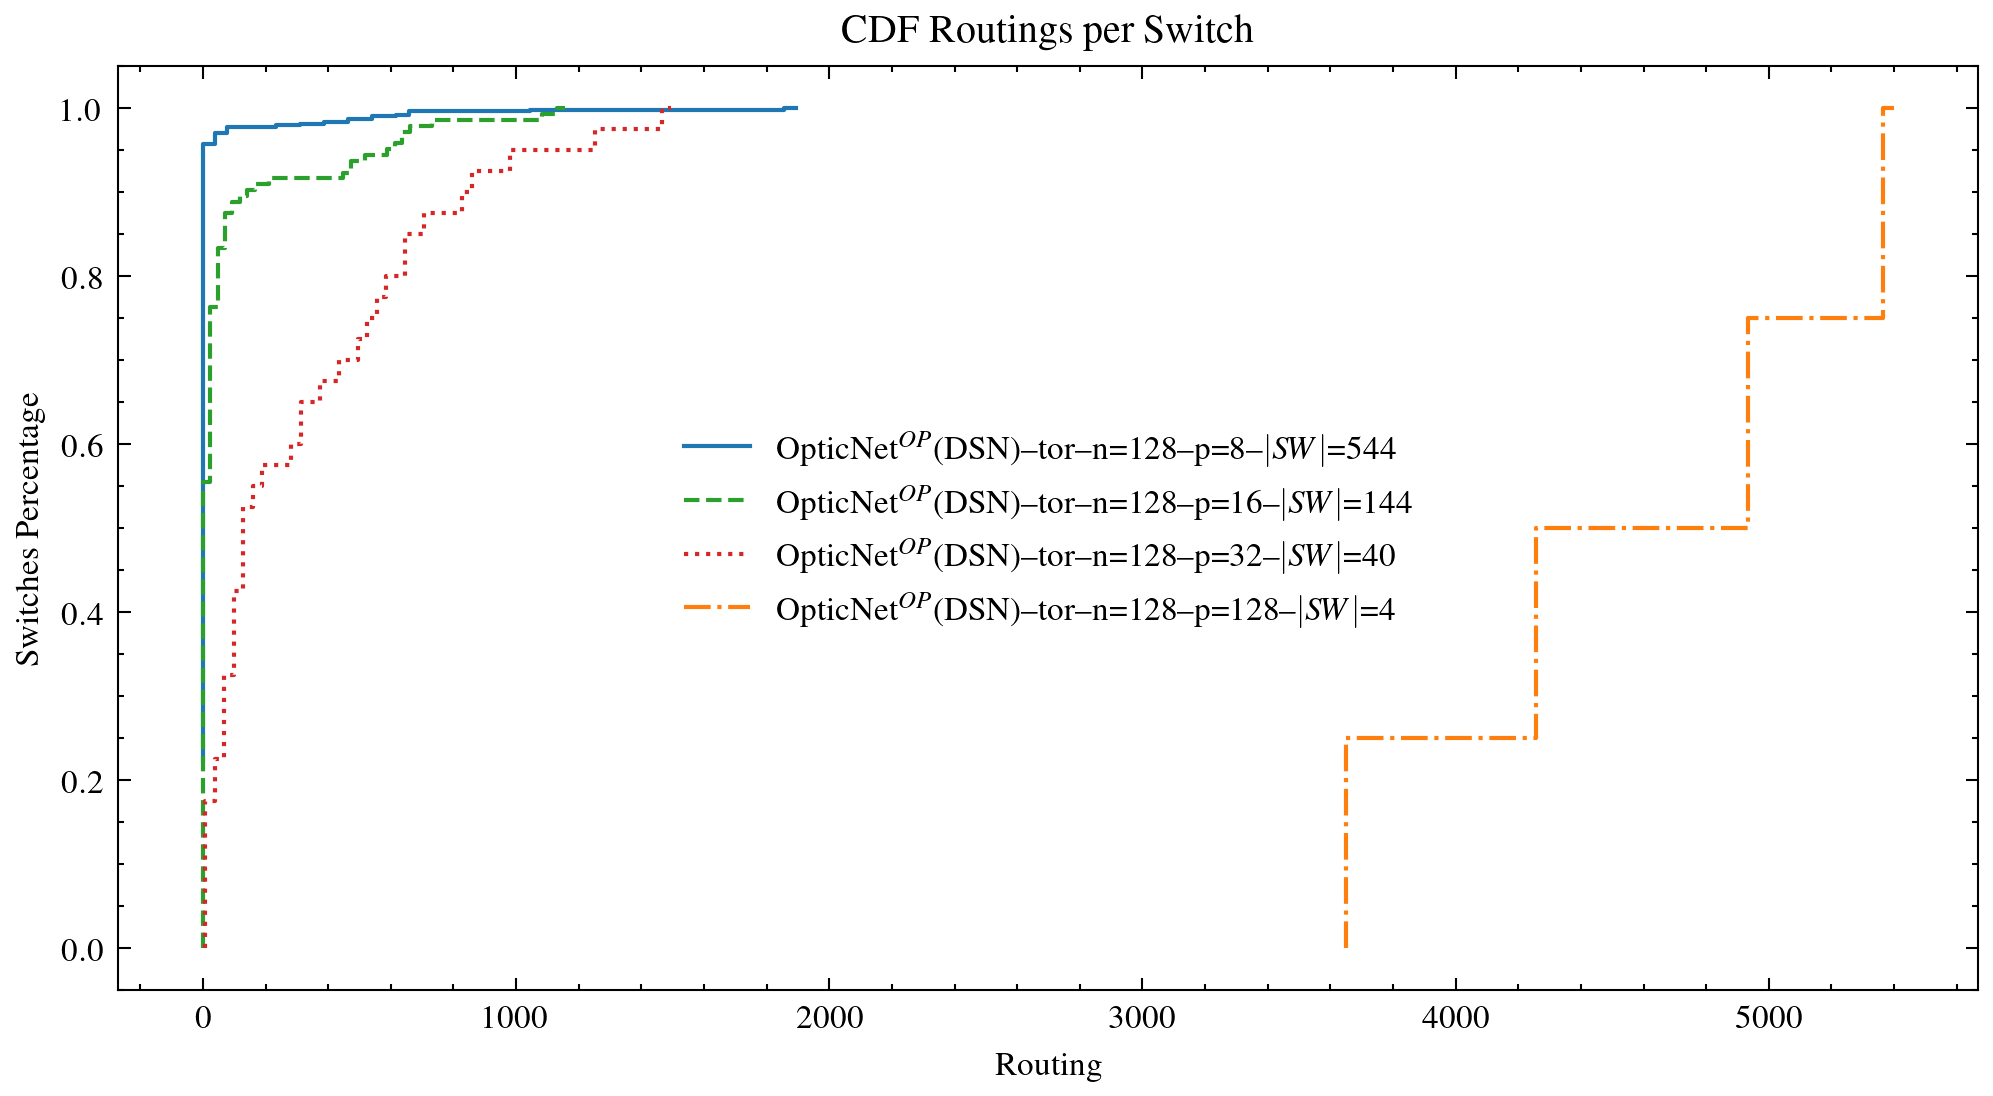 CDF Routings per Switch
1.0
0.8
0.6
0.4
0.2
0.0
Switches Percentage
OpticNet^OP(DSN)–tor–n=128–p=8–|SW|=544
OpticNet^OP(DSN)–tor–n=128–p=16–|SW|=144
OpticNet^OP(DSN)–tor–n=128–p=32–|SW|=40
OpticNet^OP(DSN)–tor–n=128–p=128–|SW|=4
0 1000 2000 3000 4000 5000
Routing